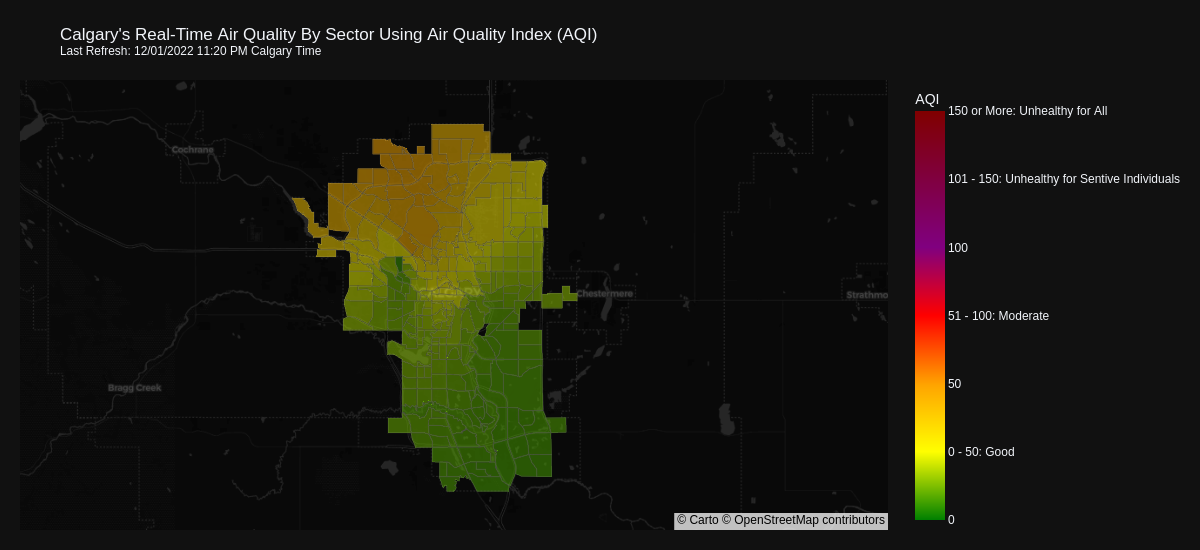 Calgary's Real-Time Air Quality By Sector Using Air Quality Index (AQI)
Last Refresh: 12/01/2022 11:20 PM Calgary Time
AQI
150 or More: Unhealthy for All
Cochrane
101 - 150: Unhealthy for Sentive Individuals
100
CALGARY
Chestermere
Strathmo
51 - 100: Moderate
Bragg Creek
50
0 - 50: Good
0
© Carto © OpenStreetMap contributors